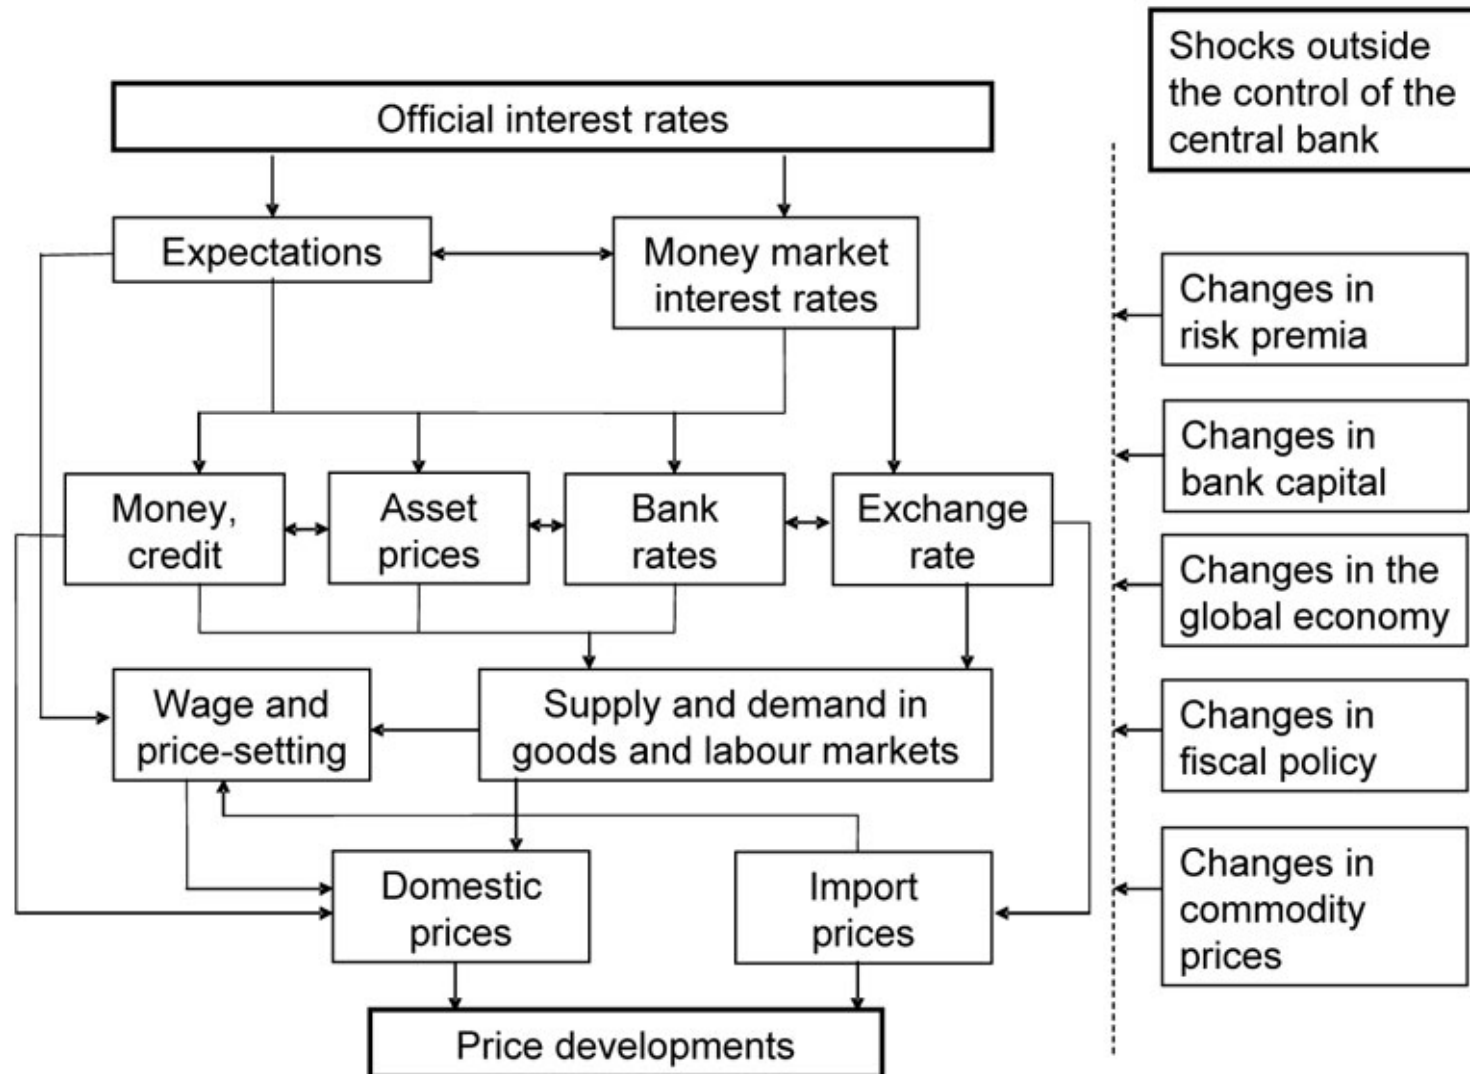 Official interest rates
Expectations
Money market
interest rates
Money,
credit
Asset
prices
Bank
rates
Exchange
rate
Wage and
price-setting
Supply and demand in
goods and labour markets
Domestic
prices
Import
prices
Price developments
Shocks outside
the control of the
central bank
Changes in
risk premia
Changes in
bank capital
Changes in the
global economy
Changes in
fiscal policy
Changes in
commodity
prices